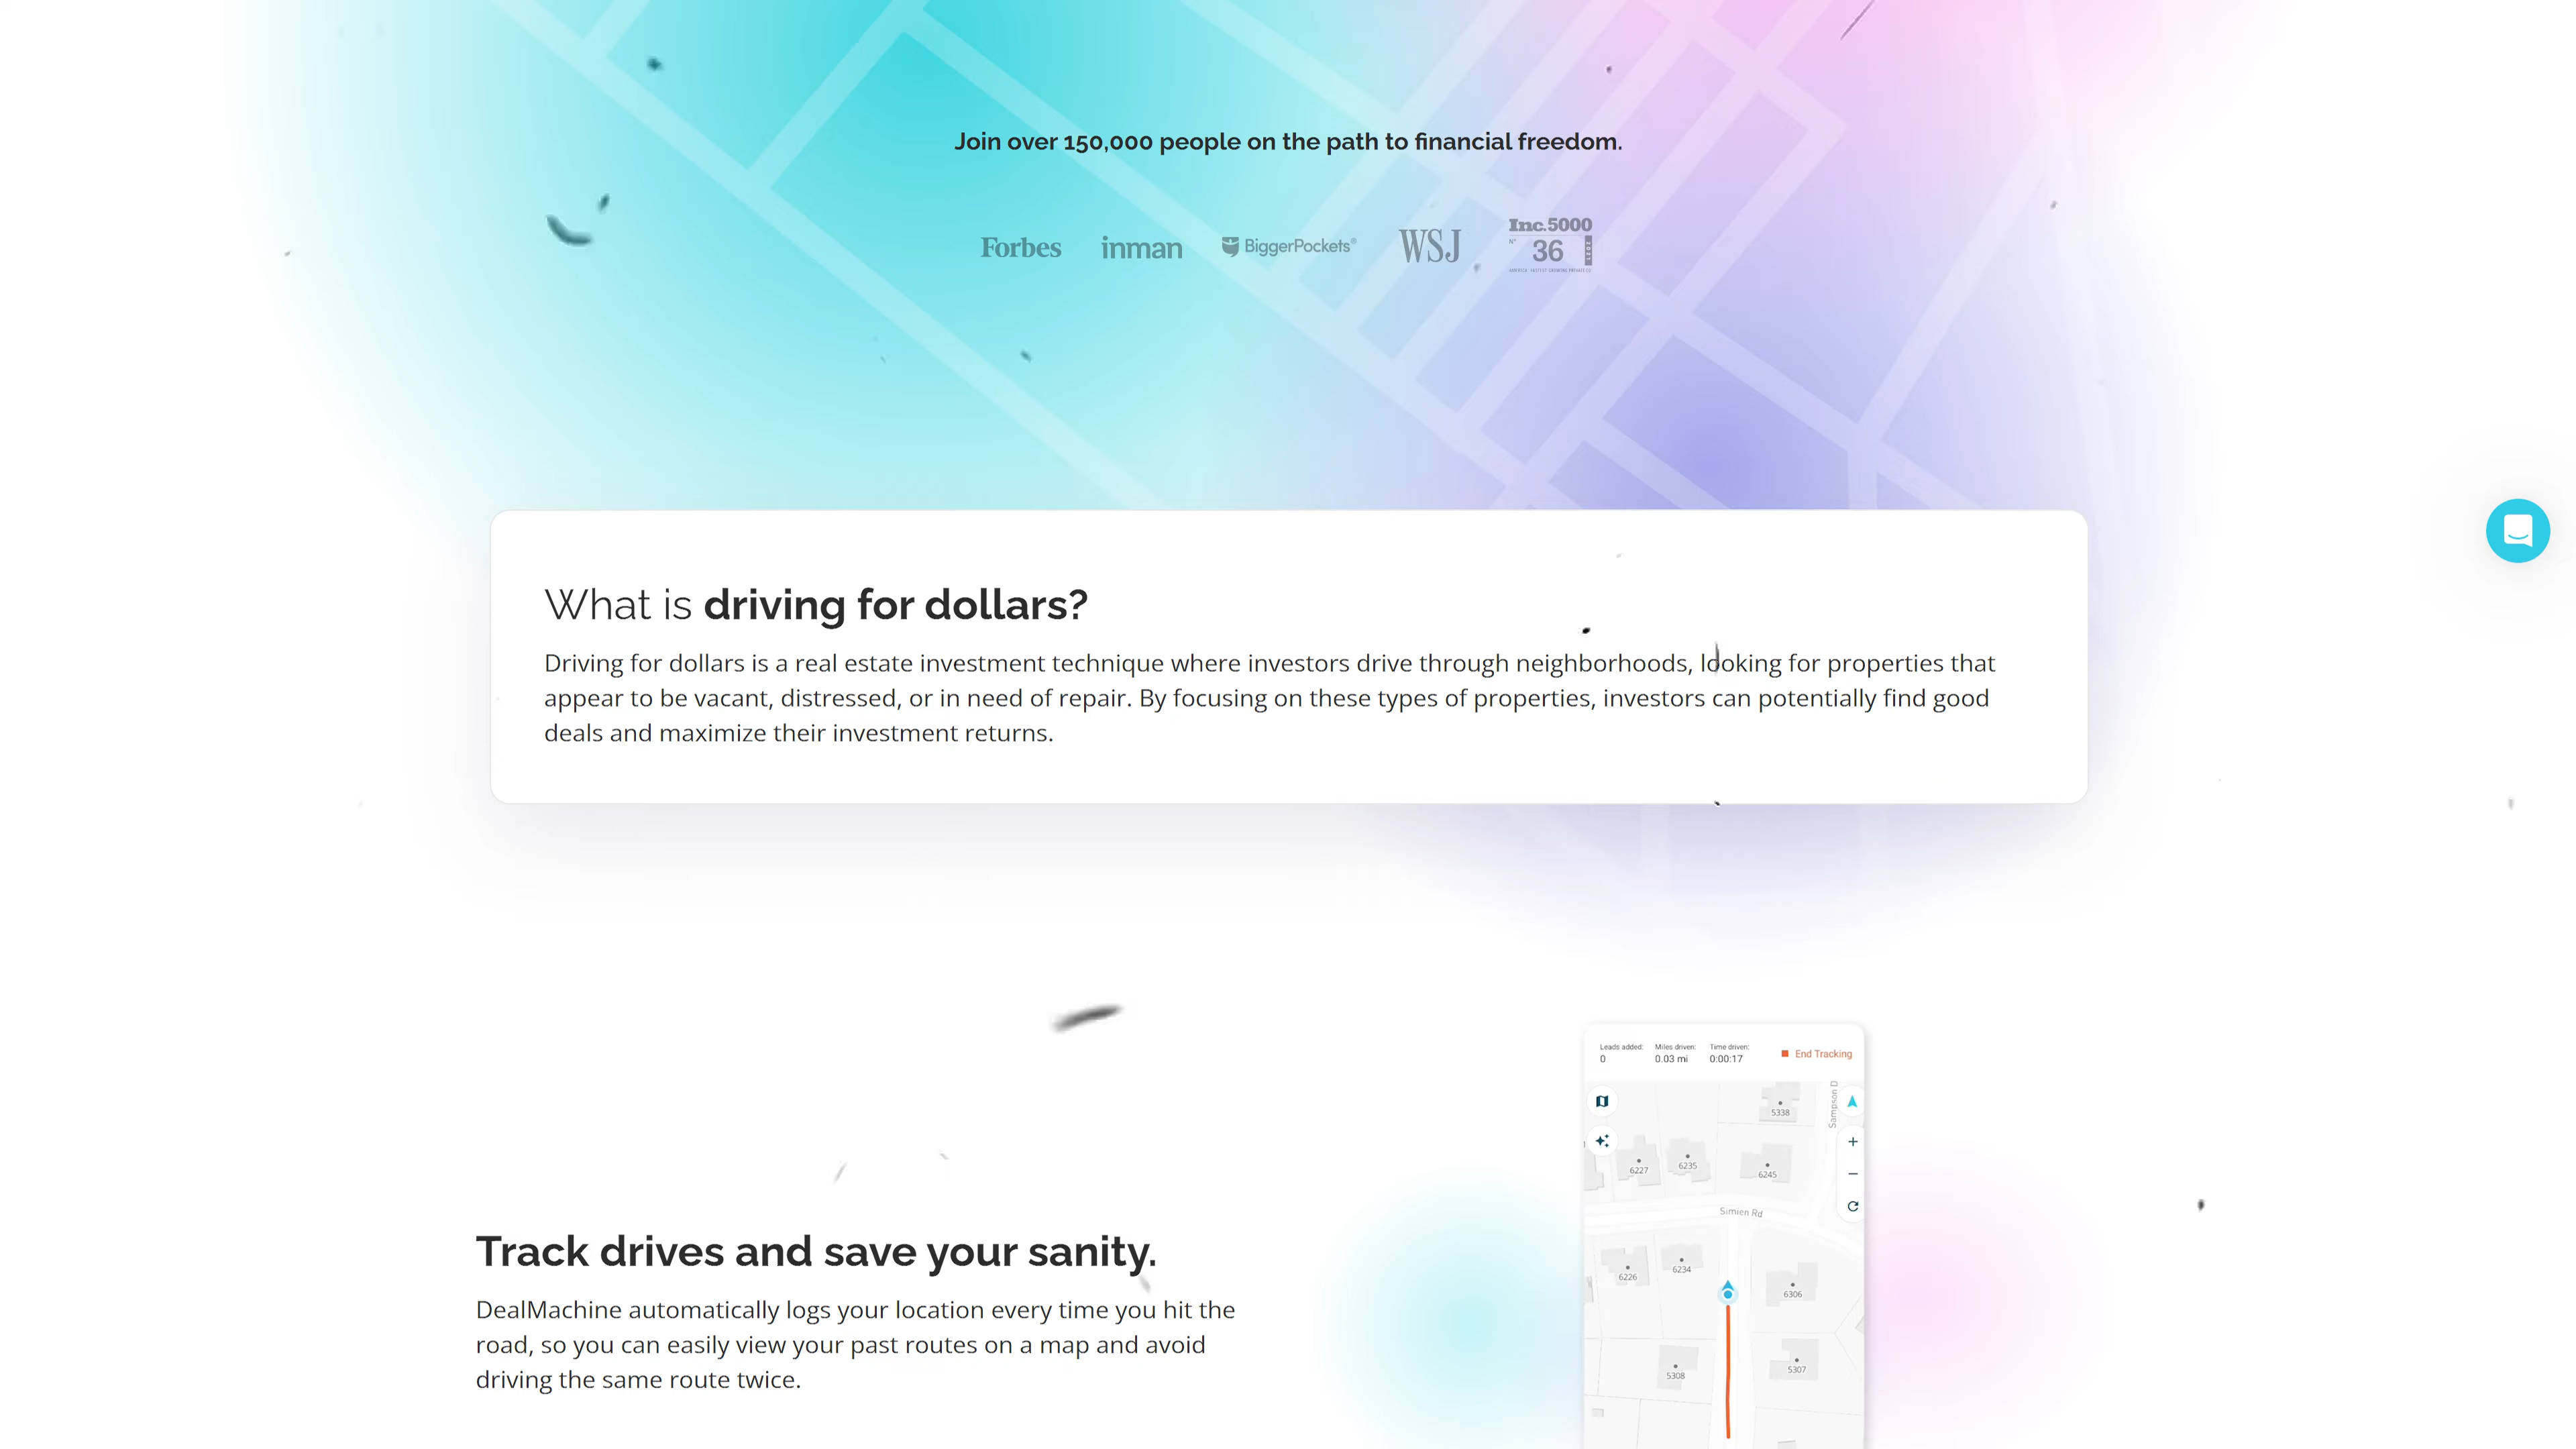 Join over 150,000 people on the path to financial freedom.
Forbes
inman
BiggerPockets®
WSJ
Inc.5000
N° 36 2021
What is driving for dollars?
Driving for dollars is a real estate investment technique where investors drive through neighborhoods, looking for properties that
appear to be vacant, distressed, or in need of repair. By focusing on these types of properties, investors can potentially find good
deals and maximize their investment returns.
Track drives and save your sanity.
DealMachine automatically logs your location every time you hit the
road, so you can easily view your past routes on a map and avoid
driving the same route twice.
Leads added: Miles driven: Time driven:
0 0.03 mi 0:00:17
End Tracking
Sampson D
5338
6227
6235
6245
Simien Rd
6226
6234
6306
5308
5307